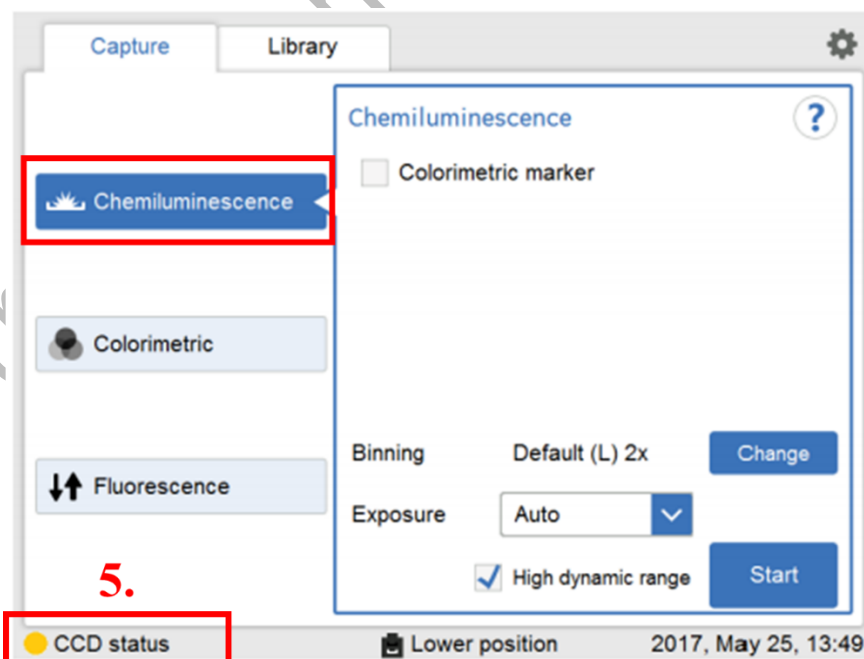 Capture Library
Chemiluminescence ?
Colorimetric marker
Chemiluminescence
Colorimetric
Binning Default (L) 2x Change
Fluorescence
Exposure Auto
High dynamic range Start
5.
CCD status Lower position 2017, May 25, 13:49